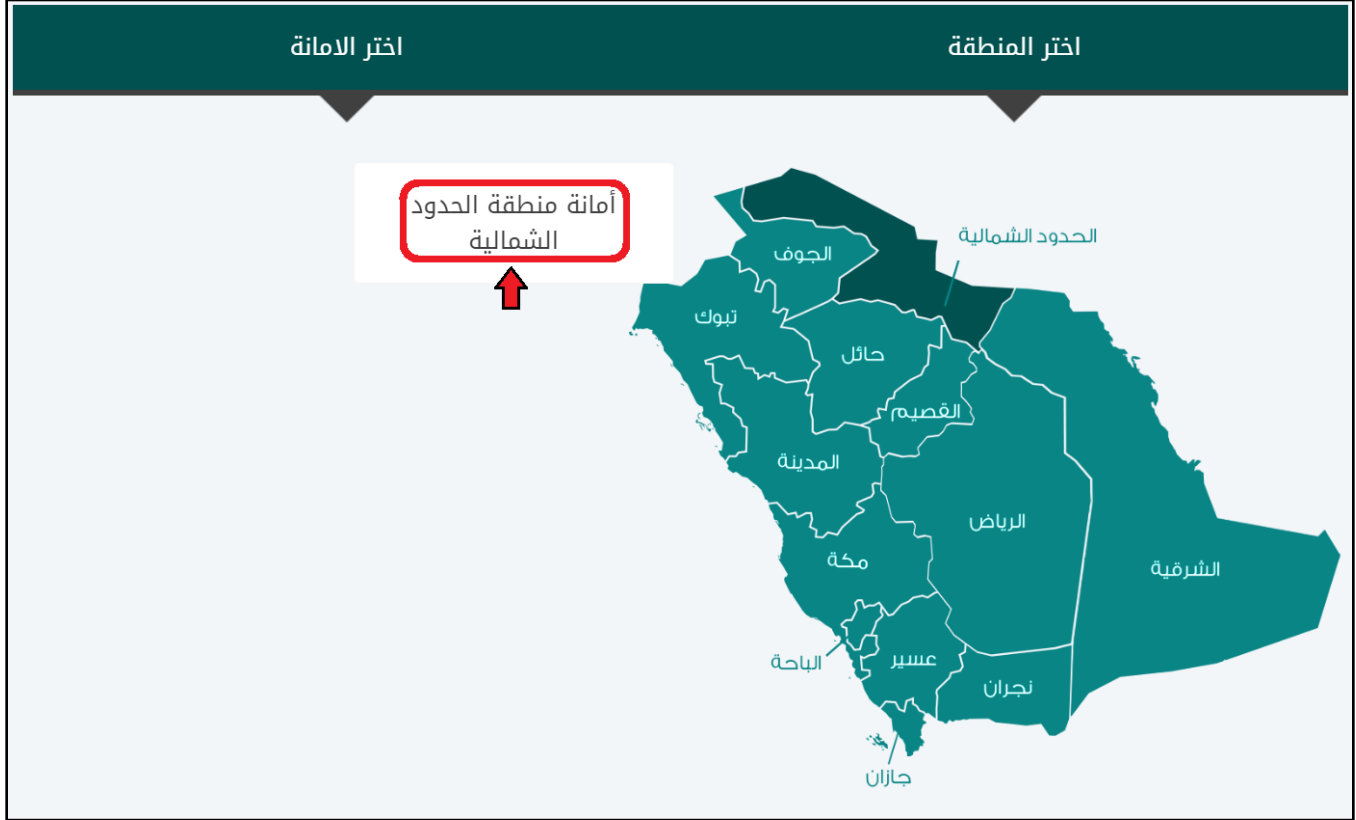 اختر المنطقة
اختر الامانة
أمانة منطقة الحدود
الشمالية
الحدود الشمالية
الجوف
تبوك
حائل
القصيم
المدينة
الرياض
مكة
الشرقية
الباحة
عسير
نجران
جازان